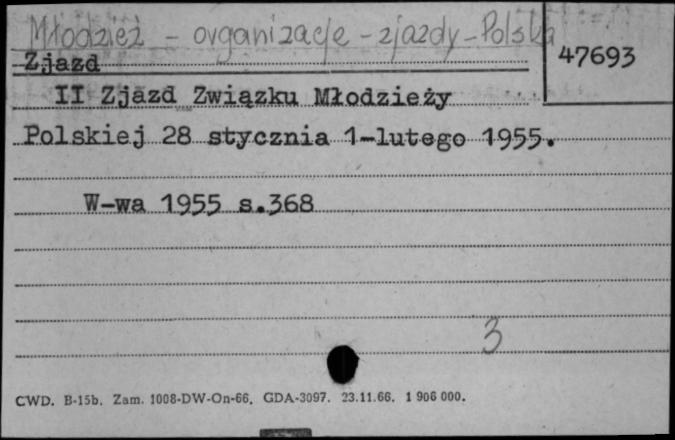 Młodzież - organizacje - zjazdy - Polska
47693
Zjazd
II Zjazd Związku Młodzieży
Polskiej 28 stycznia 1-lutego 1955.
W-wa 1955 s.368
3
CWD. B-15b. Zam. 1008-DW-On-66. GDA-3097. 23.11.66. 1 906 000.